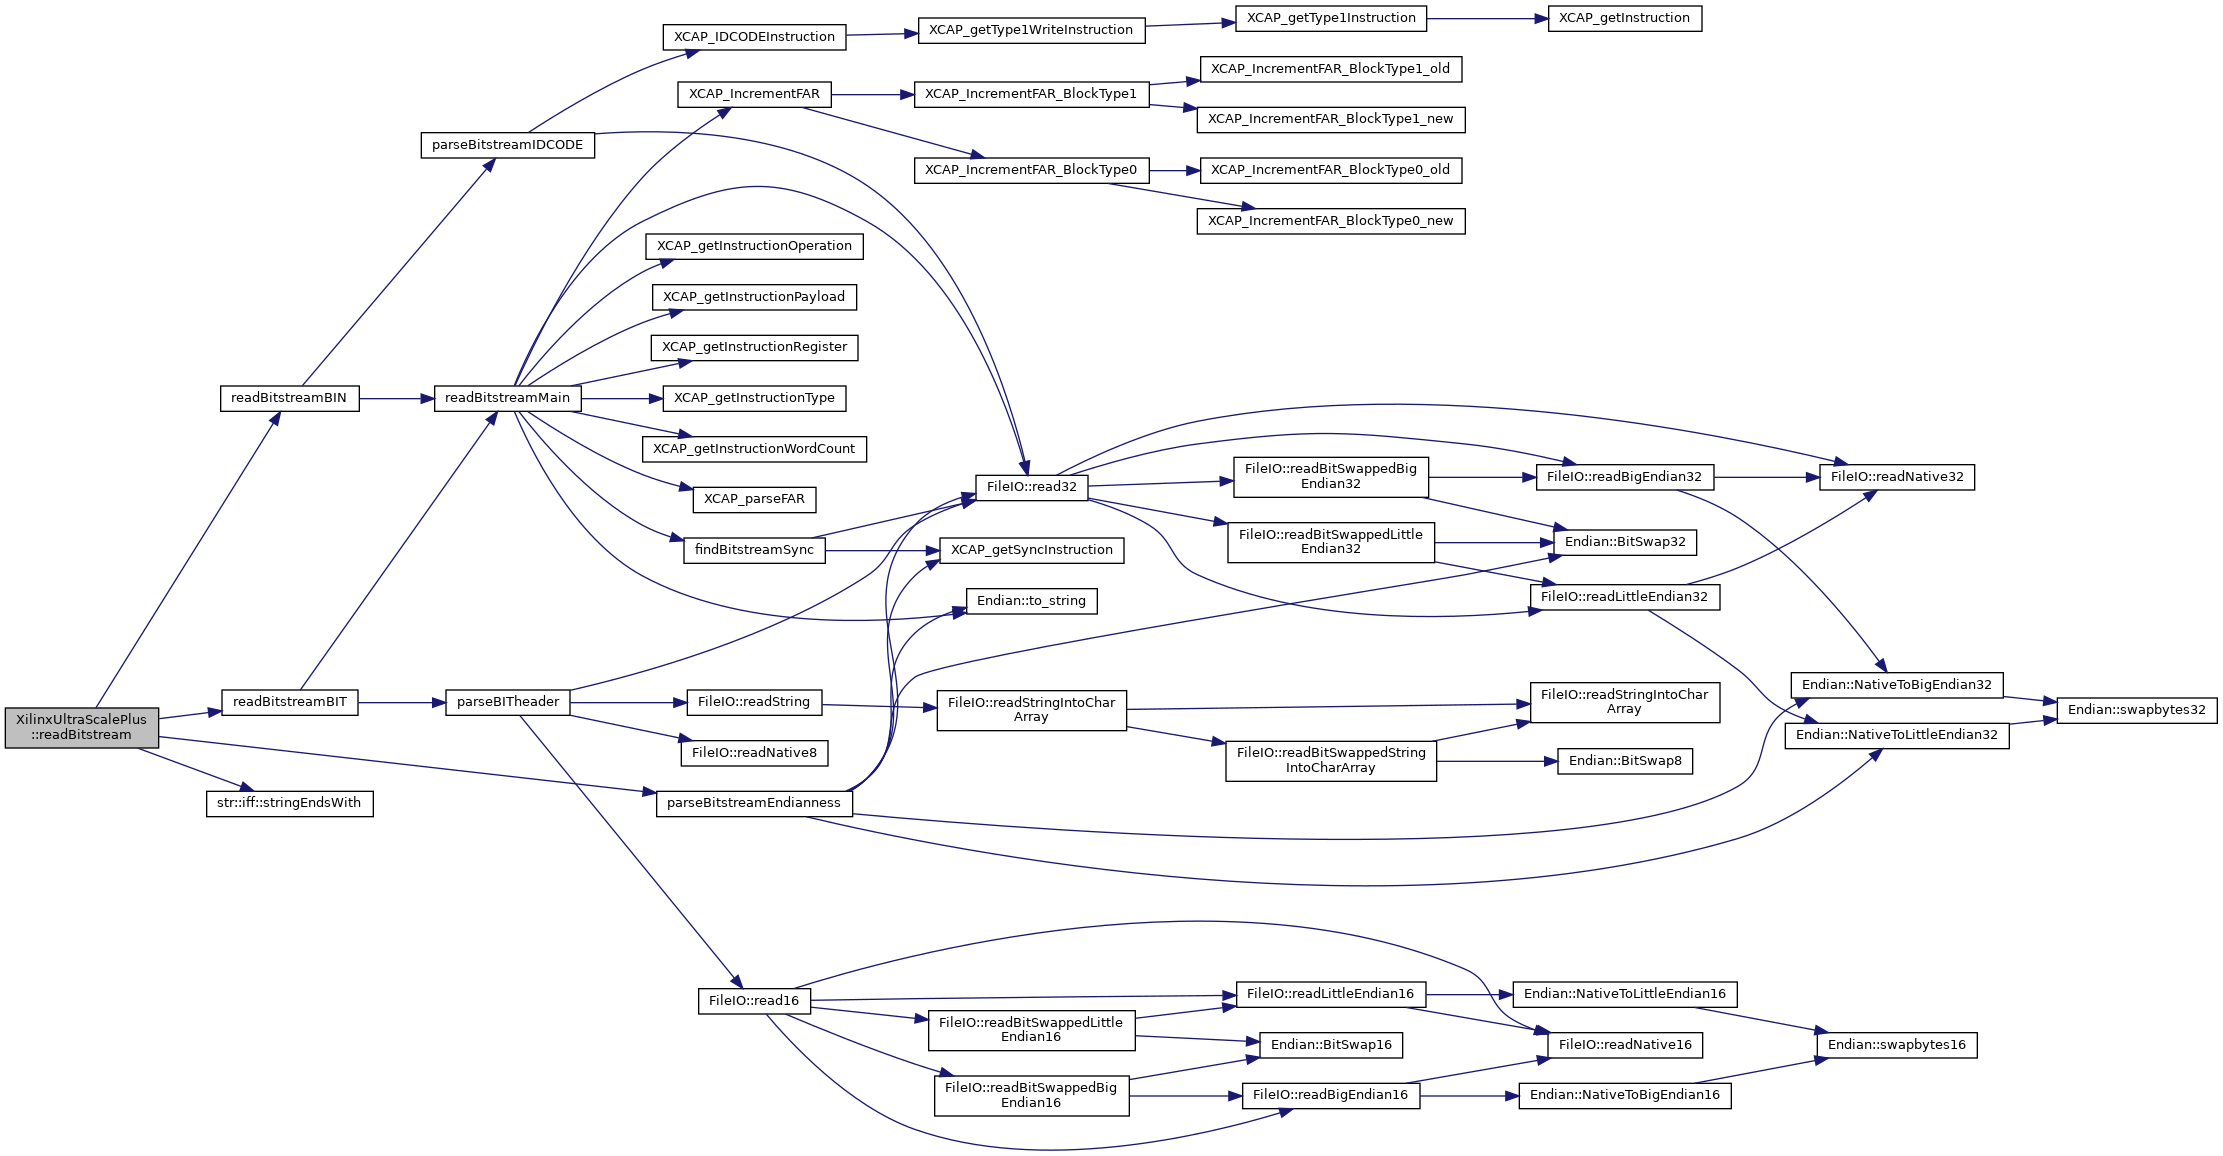 XCAP_getType1Instruction
XCAP_getInstruction
XCAP_IDCODEInstruction
XCAP_getType1WriteInstruction
XCAP_IncrementFAR_BlockType1_old
XCAP_IncrementFAR
XCAP_IncrementFAR_BlockType1
XCAP_IncrementFAR_BlockType1_new
parseBitstreamIDCODE
XCAP_IncrementFAR_BlockType0
XCAP_IncrementFAR_BlockType0_old
XCAP_IncrementFAR_BlockType0_new
XCAP_getInstructionOperation
XCAP_getInstructionPayload
XCAP_getInstructionRegister
readBitstreamBIN
readBitstreamMain
XCAP_getInstructionType
XCAP_getInstructionWordCount
XCAP_parseFAR
FileIO::read32
FileIO::readBitSwappedBig
Endian32
FileIO::readBigEndian32
FileIO::readNative32
findBitstreamSync
XCAP_getSyncInstruction
FileIO::readBitSwappedLittle
Endian32
Endian::BitSwap32
Endian::to_string
FileIO::readLittleEndian32
XilinxUltraScalePlus
::readBitstream
readBitstreamBIT
parseBITheader
FileIO::readString
FileIO::readStringIntoChar
Array
FileIO::readStringIntoChar
Array
Endian::NativeToBigEndian32
Endian::swapbytes32
Endian::NativeToLittleEndian32
FileIO::readNative8
FileIO::readBitSwappedString
IntoCharArray
Endian::BitSwap8
str::iff::stringEndsWith
parseBitstreamEndianness
FileIO::read16
FileIO::readLittleEndian16
Endian::NativeToLittleEndian16
FileIO::readBitSwappedLittle
Endian16
Endian::BitSwap16
FileIO::readNative16
Endian::swapbytes16
FileIO::readBitSwappedBig
Endian16
FileIO::readBigEndian16
Endian::NativeToBigEndian16